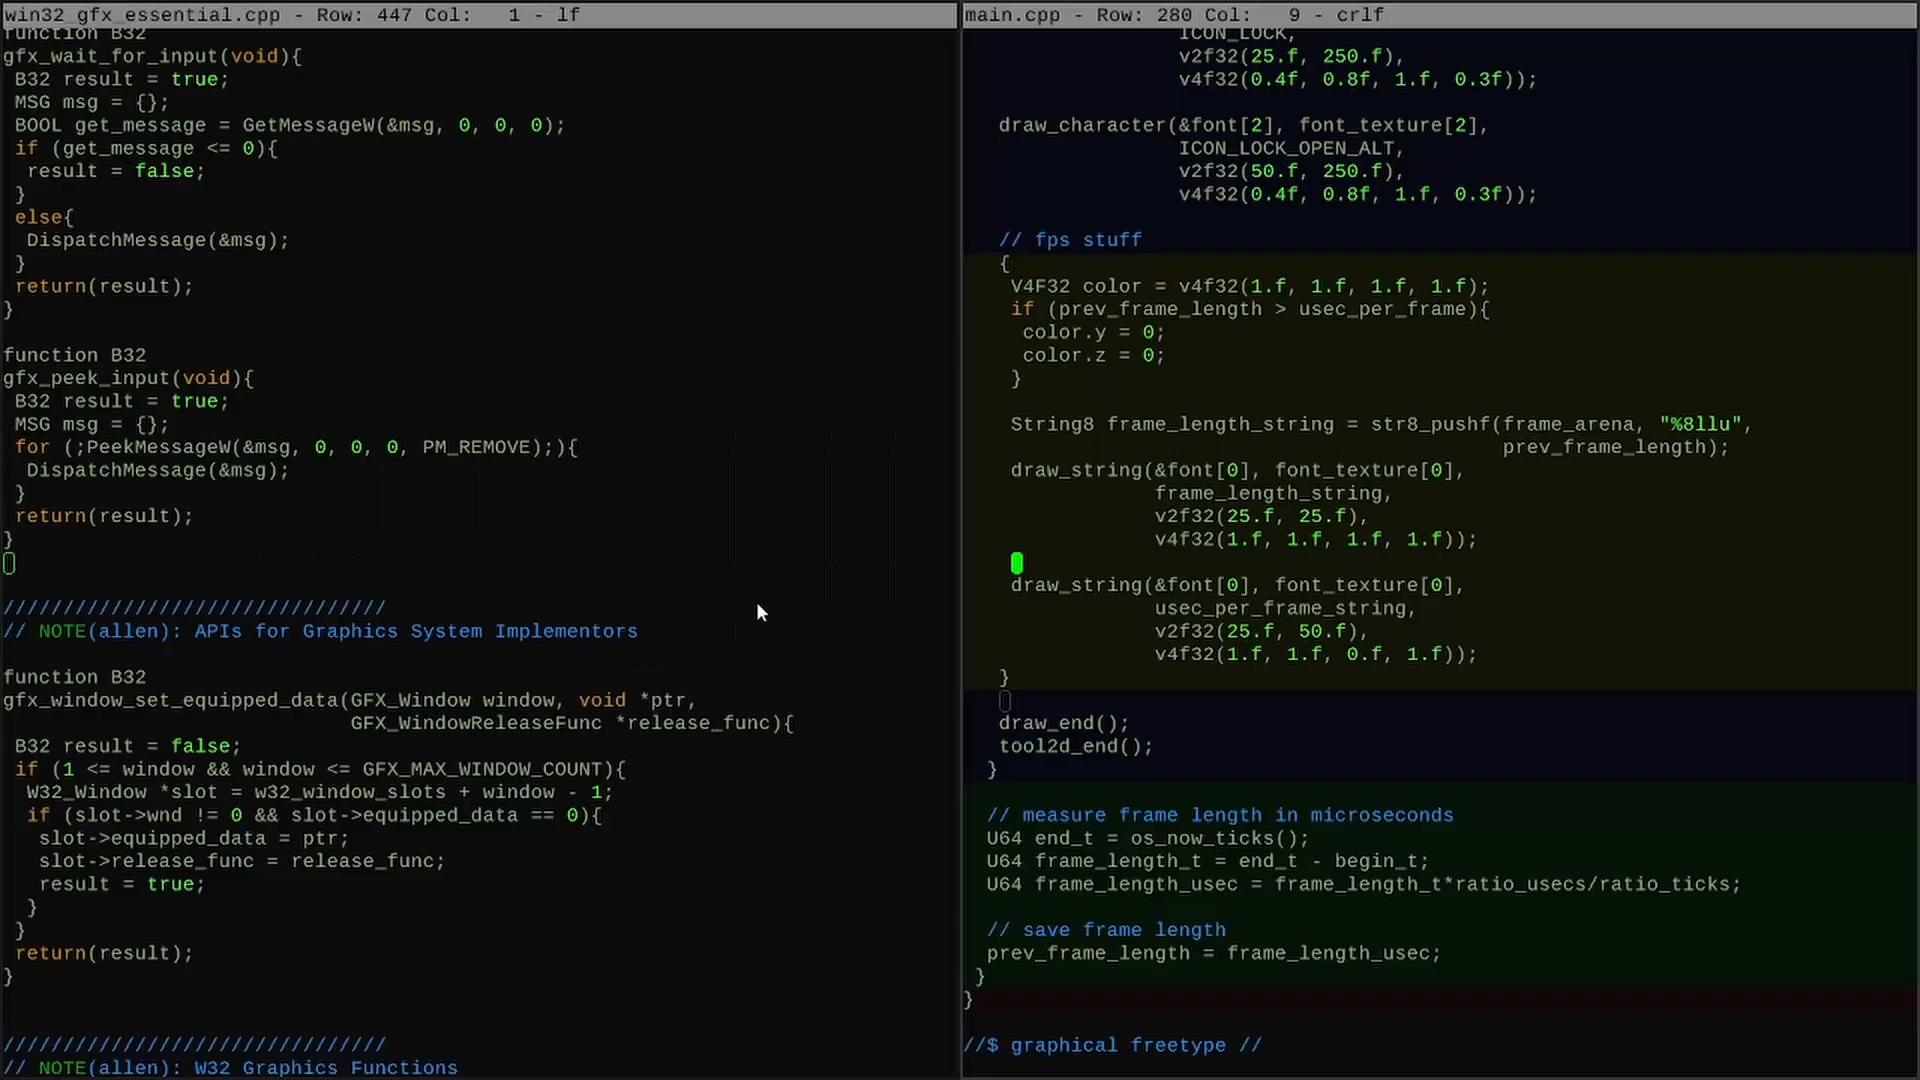 win32_gfx_essential.cpp - Row: 447 Col:   1 - lf
function B32
gfx_wait_for_input(void){
 B32 result = true;
 MSG msg = {};
 BOOL get_message = GetMessageW(&msg, 0, 0, 0);
 if (get_message <= 0){
  result = false;
 }
 else{
  DispatchMessage(&msg);
 }
 return(result);
}

function B32
gfx_peek_input(void){
 B32 result = true;
 MSG msg = {};
 for (;PeekMessageW(&msg, 0, 0, 0, PM_REMOVE);){
  DispatchMessage(&msg);
 }
 return(result);
}

////////////////////////////////
// NOTE(allen): APIs for Graphics System Implementors

function B32
gfx_window_set_equipped_data(GFX_Window window, void *ptr,
                             GFX_WindowReleaseFunc *release_func){
 B32 result = false;
 if (1 <= window && window <= GFX_MAX_WINDOW_COUNT){
  W32_Window *slot = w32_window_slots + window - 1;
  if (slot->wnd != 0 && slot->equipped_data == 0){
   slot->equipped_data = ptr;
   slot->release_func = release_func;
   result = true;
  }
 }
 return(result);
}

////////////////////////////////
// NOTE(allen): W32 Graphics Functions
main.cpp - Row: 280 Col:   9 - crlf
                  ICON_LOCK,
                  v2f32(25.f, 250.f),
                  v4f32(0.4f, 0.8f, 1.f, 0.3f));

   draw_character(&font[2], font_texture[2],
                  ICON_LOCK_OPEN_ALT,
                  v2f32(50.f, 250.f),
                  v4f32(0.4f, 0.8f, 1.f, 0.3f));

   // fps stuff
   {
    V4F32 color = v4f32(1.f, 1.f, 1.f, 1.f);
    if (prev_frame_length > usec_per_frame){
     color.y = 0;
     color.z = 0;
    }

    String8 frame_length_string = str8_pushf(frame_arena, "%8llu",
                                             prev_frame_length);
    draw_string(&font[0], font_texture[0],
                frame_length_string,
                v2f32(25.f, 25.f),
                v4f32(1.f, 1.f, 1.f, 1.f));

    draw_string(&font[0], font_texture[0],
                usec_per_frame_string,
                v2f32(25.f, 50.f),
                v4f32(1.f, 1.f, 0.f, 1.f));
   }

   draw_end();
   tool2d_end();
  }

  // measure frame length in microseconds
  U64 end_t = os_now_ticks();
  U64 frame_length_t = end_t - begin_t;
  U64 frame_length_usec = frame_length_t*ratio_usecs/ratio_ticks;

  // save frame length
  prev_frame_length = frame_length_usec;
 }
}

//$ graphical freetype //